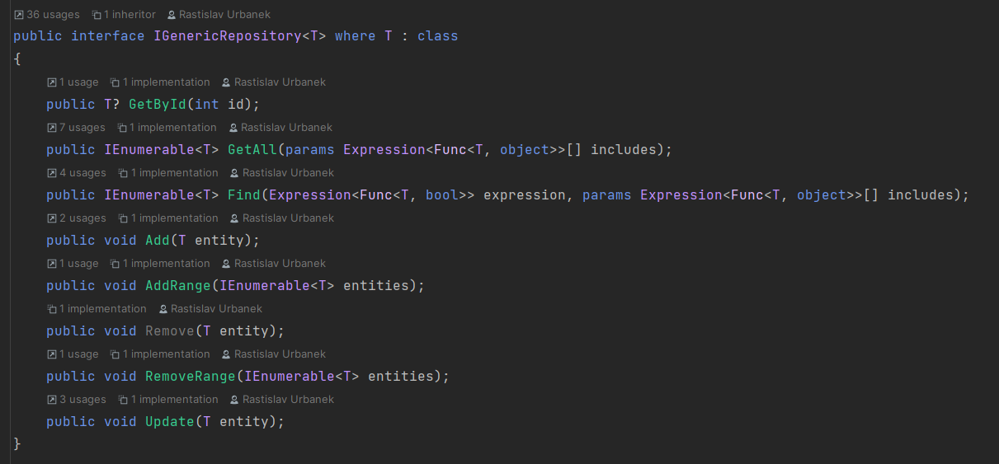 36 usages 1 inheritor Rastislav Urbanek
public interface IGenericRepository<T> where T : class
{
1 usage 1 implementation Rastislav Urbanek
public T? GetById(int id);
7 usages 1 implementation Rastislav Urbanek
public IEnumerable<T> GetAll(params Expression<Func<T, object>>[] includes);
4 usages 1 implementation Rastislav Urbanek
public IEnumerable<T> Find(Expression<Func<T, bool>> expression, params Expression<Func<T, object>>[] includes);
2 usages 1 implementation Rastislav Urbanek
public void Add(T entity);
1 usage 1 implementation Rastislav Urbanek
public void AddRange(IEnumerable<T> entities);
1 implementation Rastislav Urbanek
public void Remove(T entity);
1 usage 1 implementation Rastislav Urbanek
public void RemoveRange(IEnumerable<T> entities);
3 usages 1 implementation Rastislav Urbanek
public void Update(T entity);
}